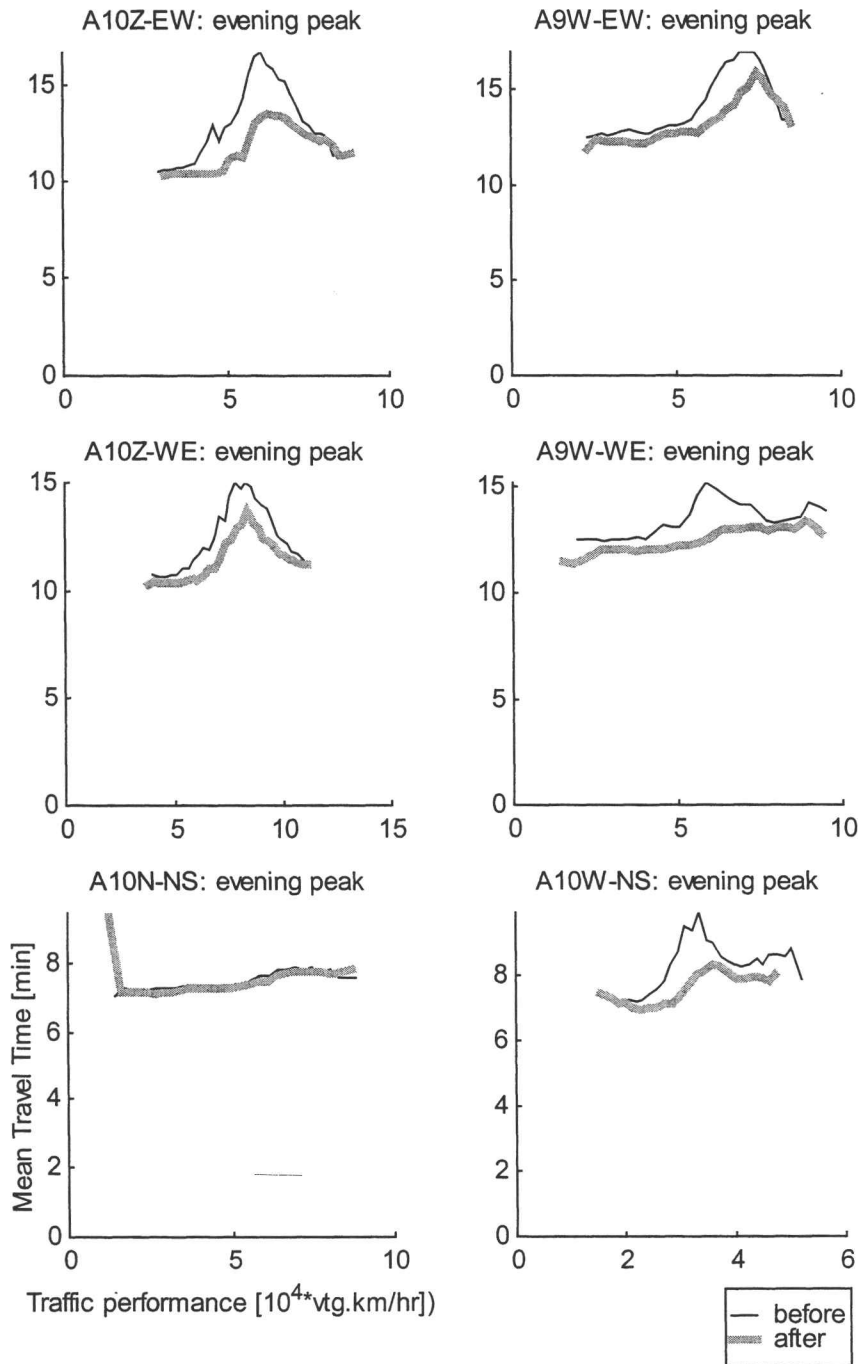 A10Z-EW: evening peak
15
10
5
0
0 5 10
A9W-EW: evening peak
15
10
5
0
0 5 10
A10Z-WE: evening peak
15
10
5
0
0 5 10 15
A9W-WE: evening peak
15
10
5
0
0 5 10
A10N-NS: evening peak
Mean Travel Time [min]
8
6
4
2
0
0 5 10
A10W-NS: evening peak
8
6
4
2
0
0 2 4 6
Traffic performance [10^4*vtg.km/hr])
before
after